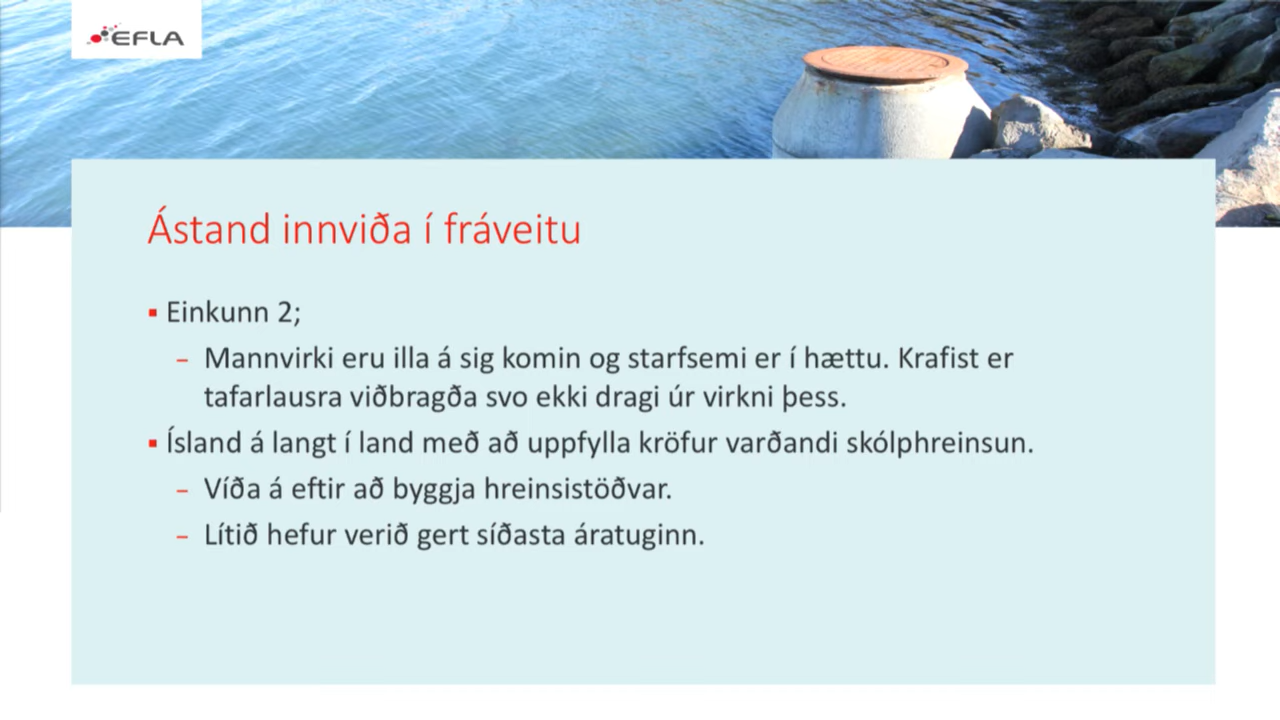 EFLA
Ástand innviða í fráveitu
▪ Einkunn 2;
– Mannvirki eru illa á sig komin og starfsemi er í hættu. Krafist er
tafarlausra viðbragða svo ekki dragi úr virkni þess.
▪ Ísland á langt í land með að uppfylla kröfur varðandi skólphreinsun.
– Víða á eftir að byggja hreinsistöðvar.
– Lítið hefur verið gert síðasta áratuginn.